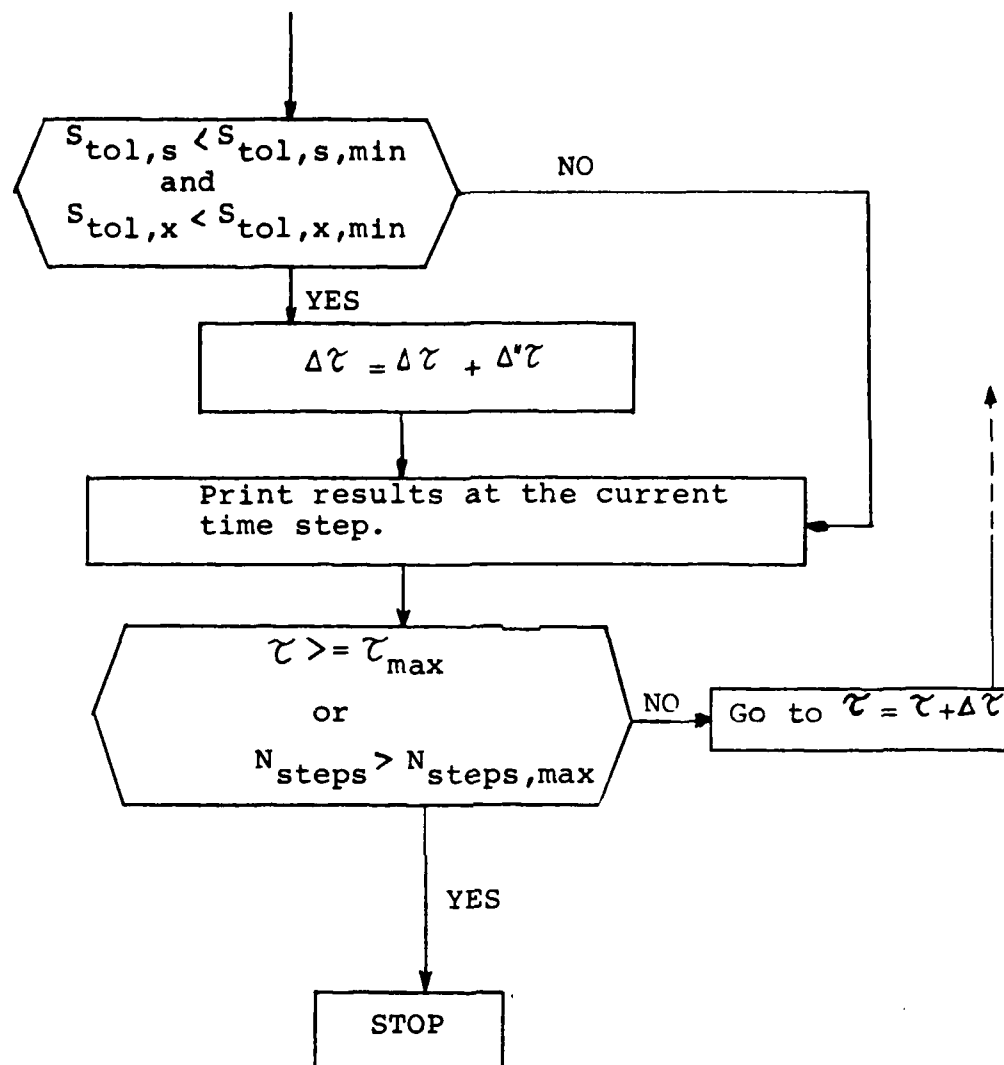 S_tol,s < S_tol,s,min
and
S_tol,x < S_tol,x,min
NO
YES
Δτ = Δτ + Δ"τ
Print results at the current
time step.
τ >= τ_max
or
N_steps > N_steps,max
NO
Go to τ = τ+Δτ
YES
STOP